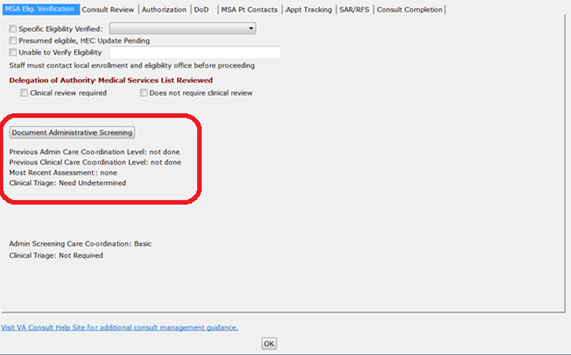 MSA Elig. Verification Consult Review Authorization DoD MSA Pt Contacts .Appt Tracking SAR/RFS Consult Completion
Specific Eligibility Verified:
Presumed eligible, HEC Update Pending
Unable to Verify Eligibility
Staff must contact local enrollment and eligibility office before proceeding
Delegation of Authority Medical Services List Reviewed
Clinical review required Does not require clinical review
Document Administrative Screening
Previous Admin Care Coordination Level: not done
Previous Clinical Care Coordination Level: not done
Most Recent Assessment: none
Clinical Triage: Need Undetermined
Admin Screening Care Co-ordination: Basic
Clinical Triage: Not Required
Visit VA Consult Help Site for additional consult management guidance.
OK